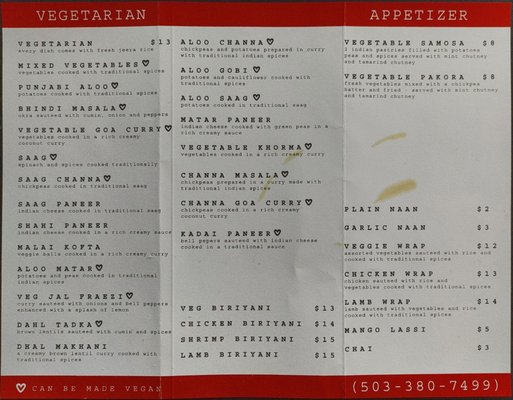 VEGETARIAN
VEGETARIAN $13
every dish comes with fresh jeera rice
MIXED VEGETABLES♡
vegetables cooked with traditional spices
PUNJABI ALOO♡
potatoes cooked with traditional spices
BHINDI MASALA♡
okra sauteed with cumin, onion and peppers
VEGETABLE GOA CURRY♡
vegetables cooked in a rich creamy
coconut curry
SAAG♡
spinach and spices cooked traditionally
SAAG CHANNA♡
chickpeas cooked in traditional saag
SAAG PANEER
indian cheese cooked in traditional saag
SHAHI PANEER
indian cheese cooked in a rich creamy sauce
MALAI KOFTA
veggie balls cooked in a rich creamy curry
ALOO MATAR♡
potatoes and peas cooked in traditional
indian spices
VEG JAL FRAEZI♡
curry sauteed with onions and bell peppers
enhanced with a splash of lemon
DAHL TADKA♡
brown lentils sauteed with cumin and spices
DHAL MAKHANI
a creamy brown lentil curry cooked with
traditional spices
♡ CAN BE MADE VEGAN
ALOO CHANNA♡
chickpeas and potatoes prepared in curry
with traditional indian spices
ALOO GOBI♡
potatoes and cauliflower cooked with
traditional spices
ALOO SAAG♡
potatoes cooked in traditional saag
MATAR PANEER
indian cheese cooked with green peas in a
rich creamy sauce
VEGETABLE KHORMA♡
vegetables cooked in a rich creamy curry
CHANNA MASALA♡
chickpeas prepared in a curry made with
traditional indian spices
CHANNA GOA CURRY♡
chickpeas cooked in a rich creamy
coconut curry
KADAI PANEER♡
bell pepers sauteed with indian cheese
cooked in a traditional sauce
VEG BIRIYANI $13
CHICKEN BIRIYANI $14
SHRIMP BIRIYANI $15
LAMB BIRIYANI $15
APPETIZER
VEGETABLE SAMOSA $8
2 indian pastries filled with potatoes
peas and spices served with mint chutney
and tamarind chutney
VEGETABLE PAKORA $8
fresh vegetables mixed with a chickpea
batter and fried - served with mint chutney
and tamarind chutney
PLAIN NAAN $2
GARLIC NAAN $3
VEGGIE WRAP $12
assorted vegetables sauteed with rice and
cooked with traditional spices
CHICKEN WRAP $13
chicken sauteed with rice and
vegetables cooked with traditional spices
LAMB WRAP $14
lamb sauteed with vegetables and rice
cooked with traditional spices
MANGO LASSI $5
CHAI $3
(503-380-7499)